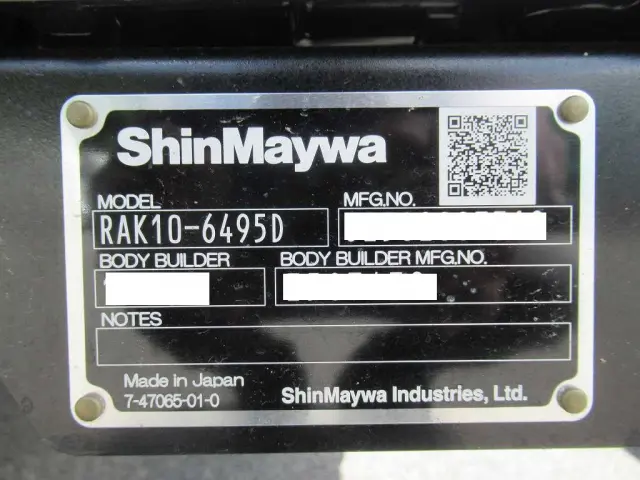 ShinMaywa
MODEL
MFG.NO.
RAK10-6495D
BODY BUILDER
BODY BUILDER MFG.NO.
NOTES
Made in Japan
7-47065-01-0
ShinMaywa Industries, Ltd.